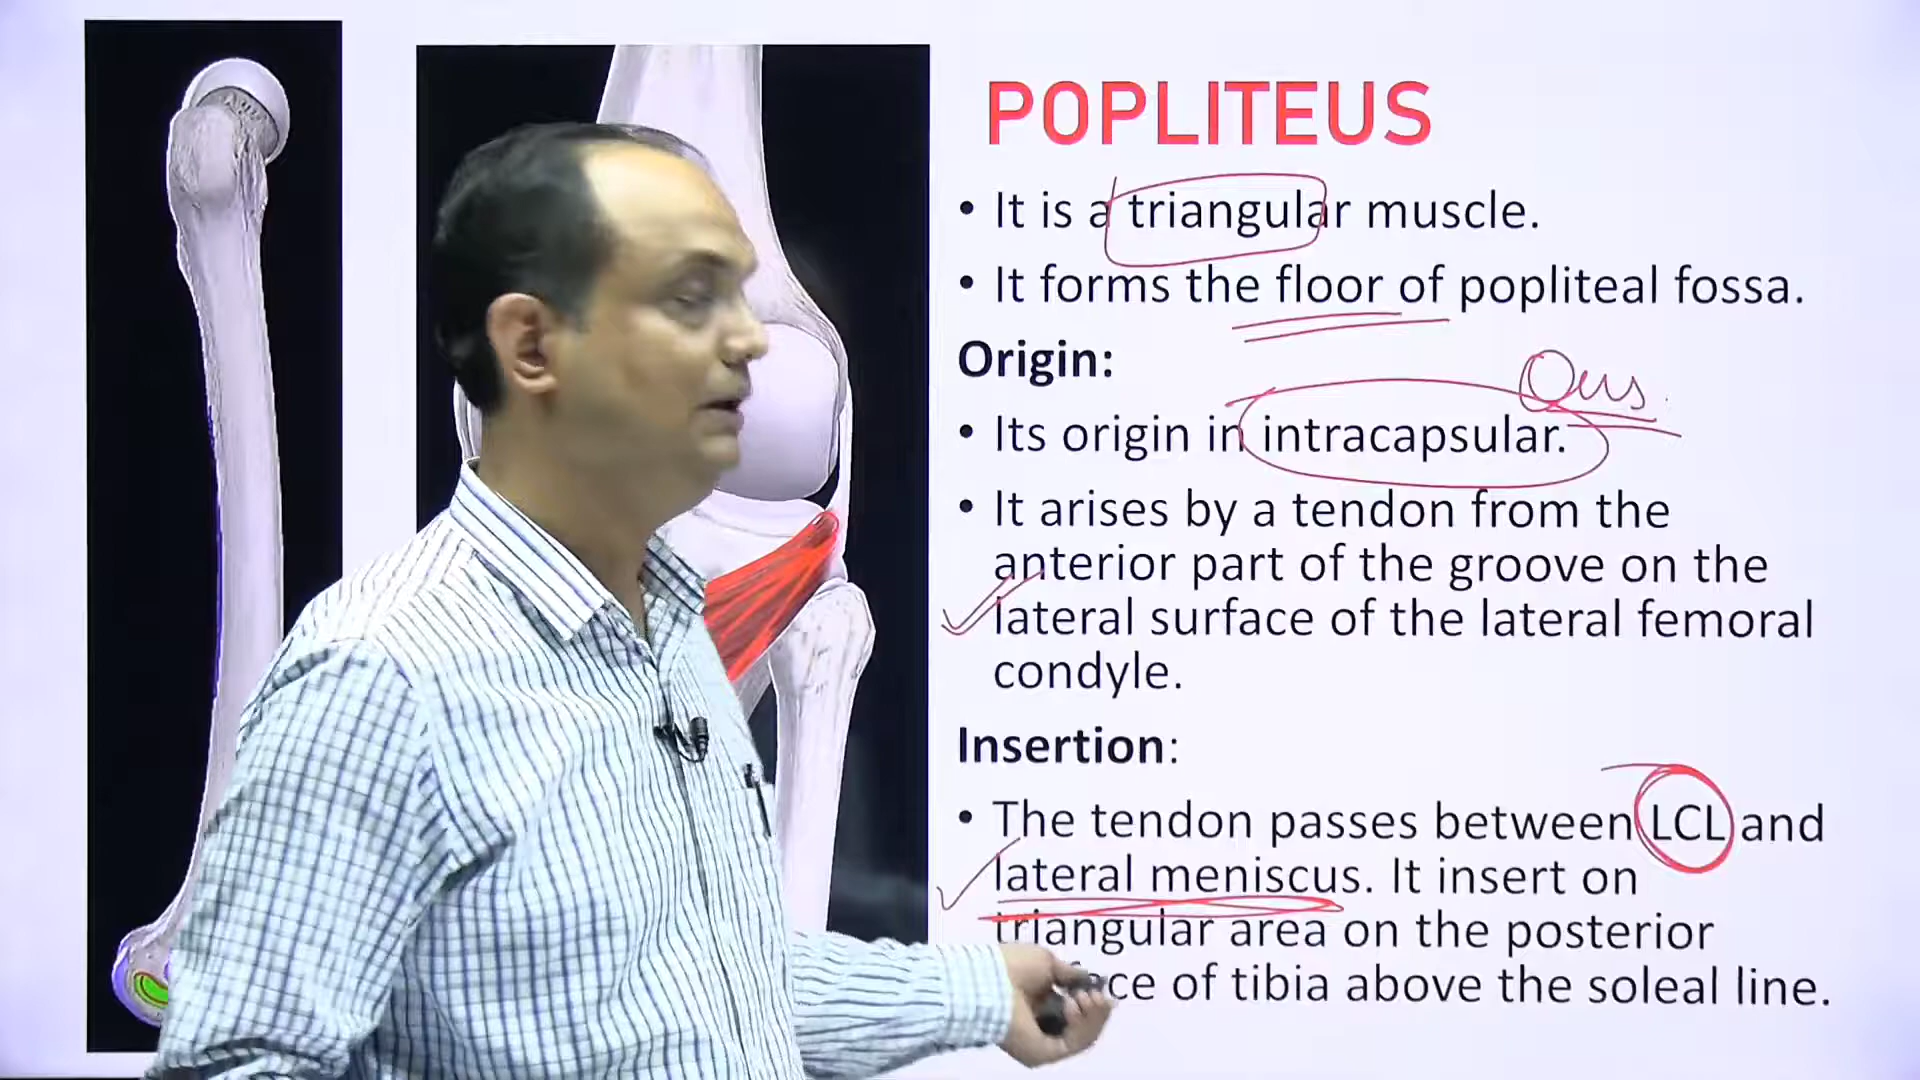 POPLITEUS
• It is a triangular muscle.
• It forms the floor of popliteal fossa.
Origin:
Ques
• Its origin in intracapsular.
• It arises by a tendon from the
anterior part of the groove on the
lateral surface of the lateral femoral
condyle.
Insertion:
• The tendon passes between LCL and
lateral meniscus. It insert on
triangular area on the posterior
of tibia above the soleal line.